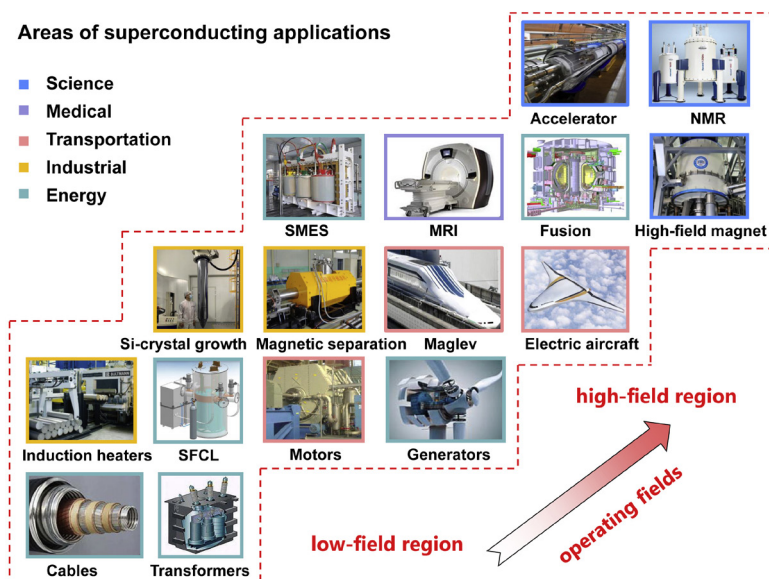 Areas of superconducting applications
Science
Medical
Transportation
Industrial
Energy
Accelerator
NMR
SMES
MRI
Fusion
High-field magnet
Si-crystal growth
Magnetic separation
Maglev
Electric aircraft
Induction heaters
SFCL
Motors
Generators
high-field region
Cables
Transformers
low-field region
operating fields